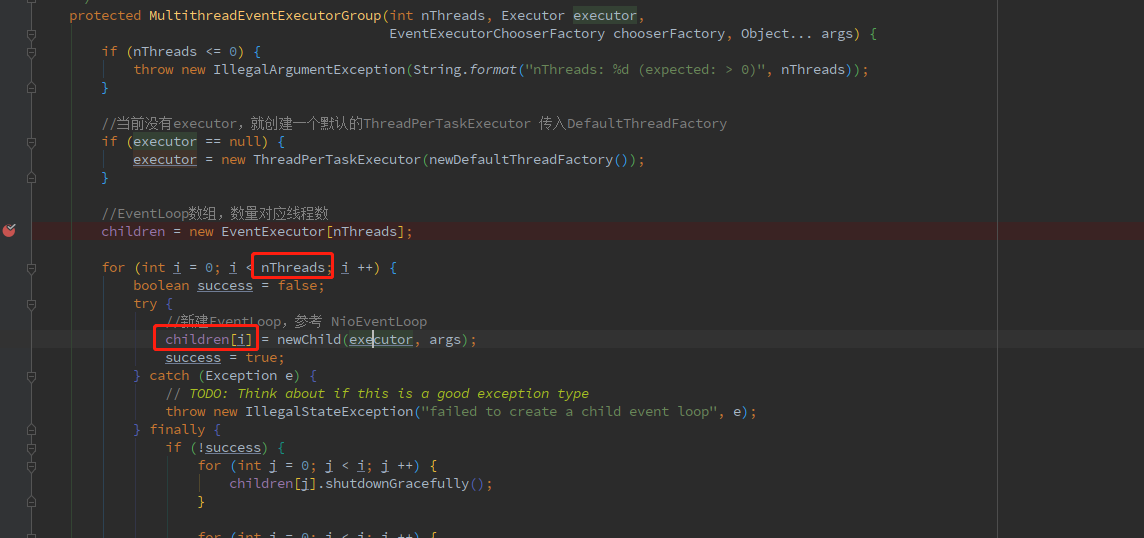 protected MultithreadEventExecutorGroup(int nThreads, Executor executor,
                                        EventExecutorChooserFactory chooserFactory, Object... args) {
    if (nThreads <= 0) {
        throw new IllegalArgumentException(String.format("nThreads: %d (expected: > 0)", nThreads));
    }

    //当前没有executor，就创建一个默认的ThreadPerTaskExecutor 传入DefaultThreadFactory
    if (executor == null) {
        executor = new ThreadPerTaskExecutor(newDefaultThreadFactory());
    }

    //EventLoop数组，数量对应线程数
    children = new EventExecutor[nThreads];

    for (int i = 0; i < nThreads; i ++) {
        boolean success = false;
        try {
            //新建EventLoop，参考 NioEventLoop
            children[i] = newChild(executor, args);
            success = true;
        } catch (Exception e) {
            // TODO: Think about if this is a good exception type
            throw new IllegalStateException("failed to create a child event loop", e);
        } finally {
            if (!success) {
                for (int j = 0; j < i; j ++) {
                    children[j].shutdownGracefully();
                }

                for (int j = 0; j < i; j ++) {